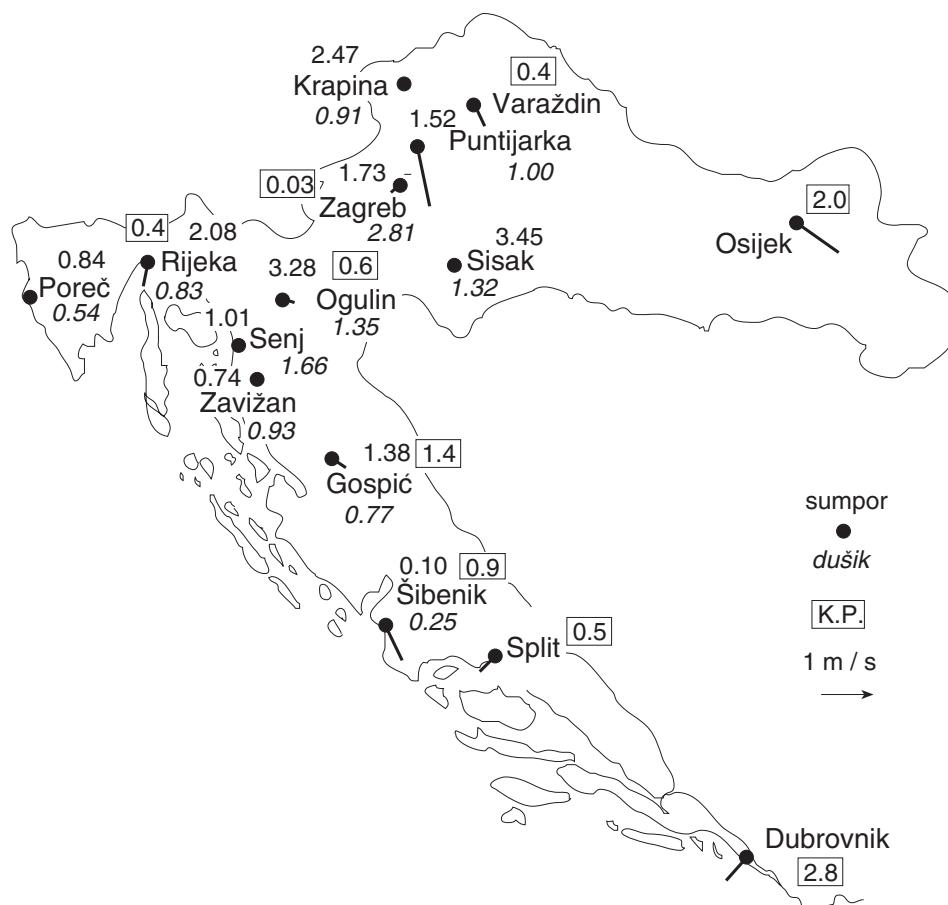 2.47
Krapina
0.91
0.4
Varaždin
1.52
Puntijarka
1.00
0.03
1.73
Zagreb
2.81
2.0
Osijek
3.45
Sisak
1.32
0.4
2.08
Rijeka
0.83
0.84
Poreč
0.54
3.28
0.6
Ogulin
1.35
1.01
Senj
1.66
0.74
Zavižan
0.93
1.38
1.4
Gospić
0.77
0.10
0.9
Šibenik
0.25
Split
0.5
Dubrovnik
2.8
sumpor
dušik
K.P.
1 m / s